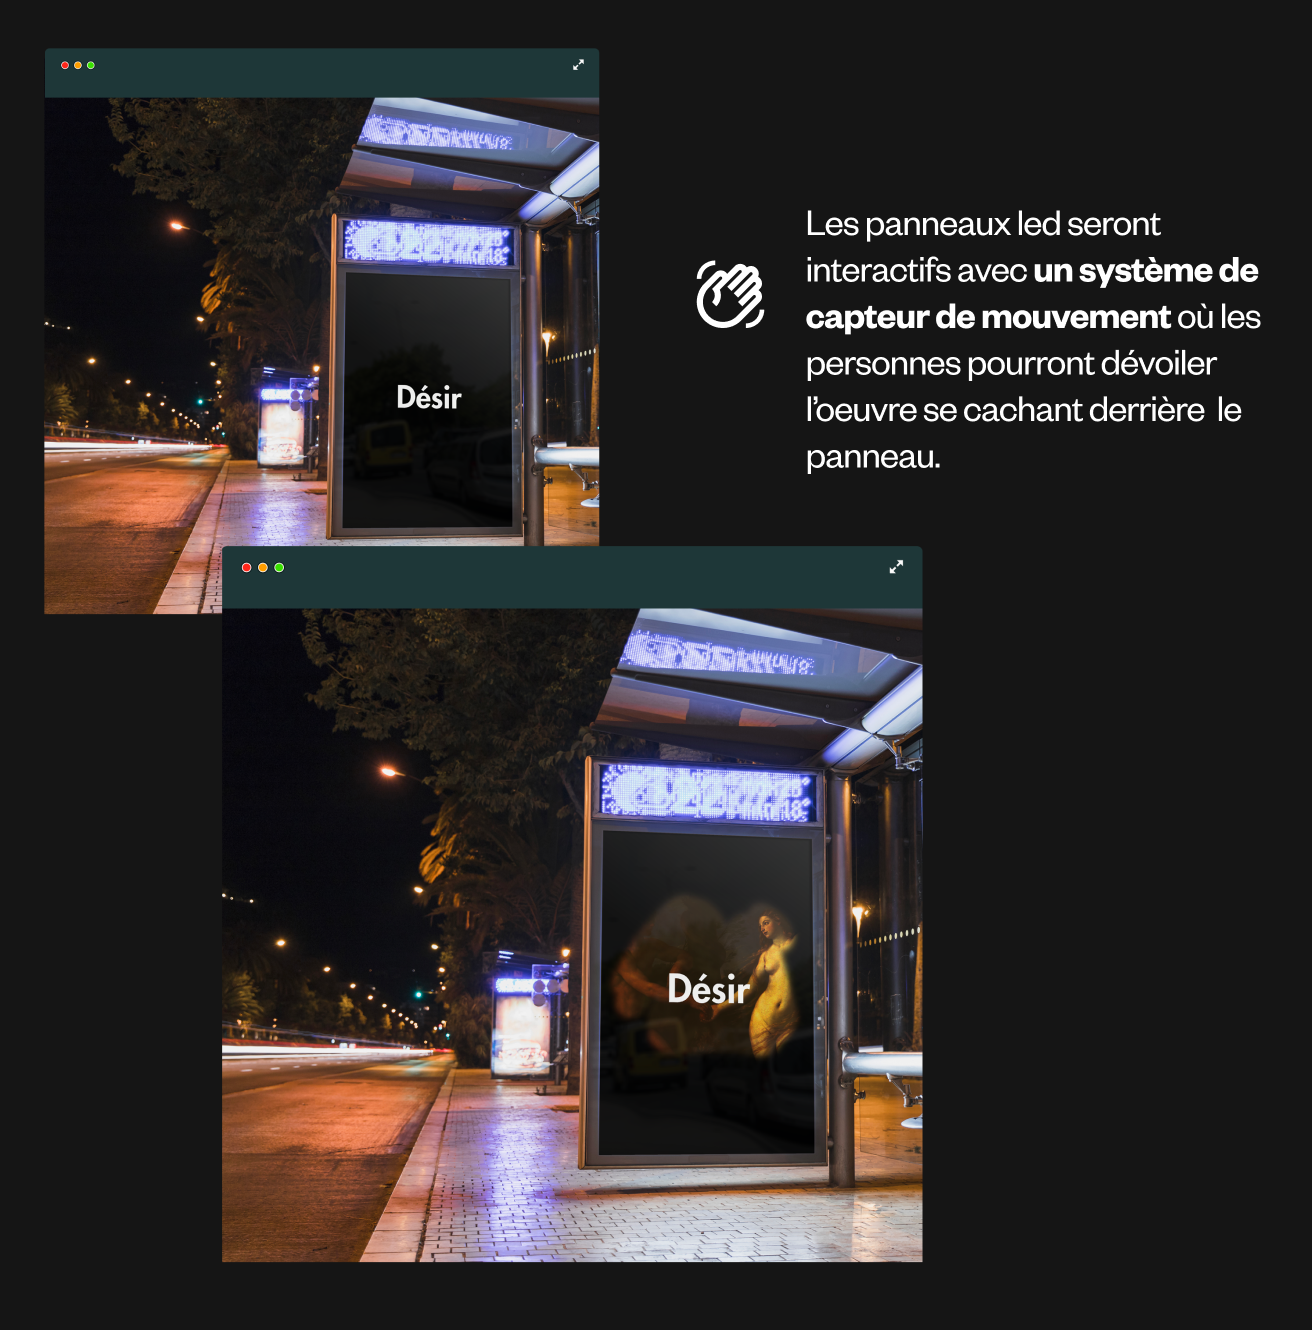 Les panneaux led seront
interactifs avec un système de
capteur de mouvement où les
personnes pourront dévoiler
l’oeuvre se cachant derrière  le
panneau.
Désir
Désir